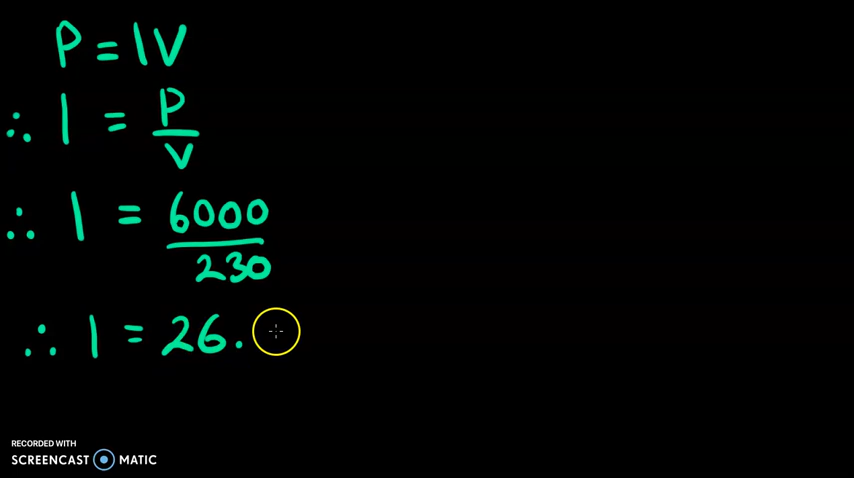 P = IV
∴ I = P/V
∴ I = 6000/230
∴ I = 26.
RECORDED WITH
SCREENCAST MATIC